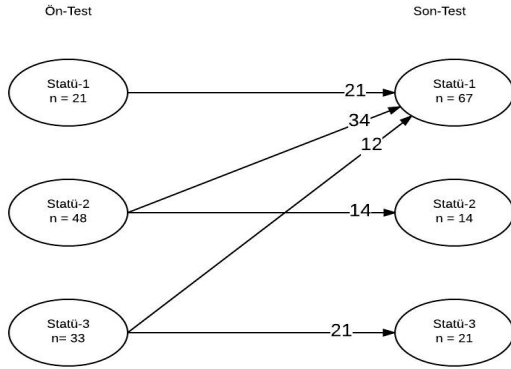 Ön-Test
Son-Test
Statü-1
n = 21
21
Statü-1
n = 67
34
12
Statü-2
n = 48
14
Statü-2
n = 14
Statü-3
n= 33
21
Statü-3
n = 21